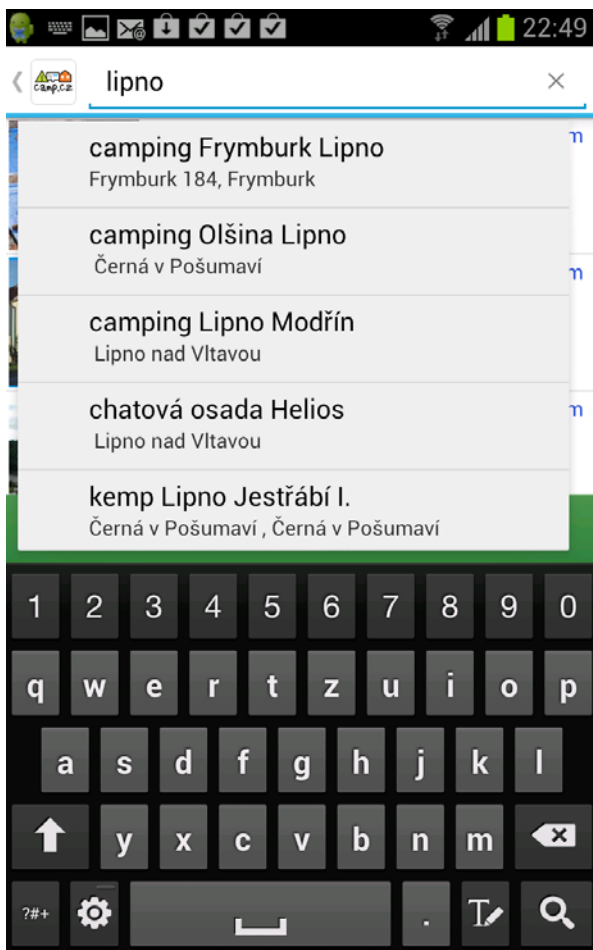 22:49
camp.cz
lipno
camping Frymburk Lipno
Frymburk 184, Frymburk
m
camping Olšina Lipno
Černá v Pošumaví
m
camping Lipno Modřín
Lipno nad Vltavou
chatová osada Helios
m
Lipno nad Vltavou
kemp Lipno Jestřábí I.
Černá v Pošumaví , Černá v Pošumaví
1 2 3 4 5 6 7 8 9 0
q w e r t z u i o p
a s d f g h j k l
y x c v b n m
?#+ . T